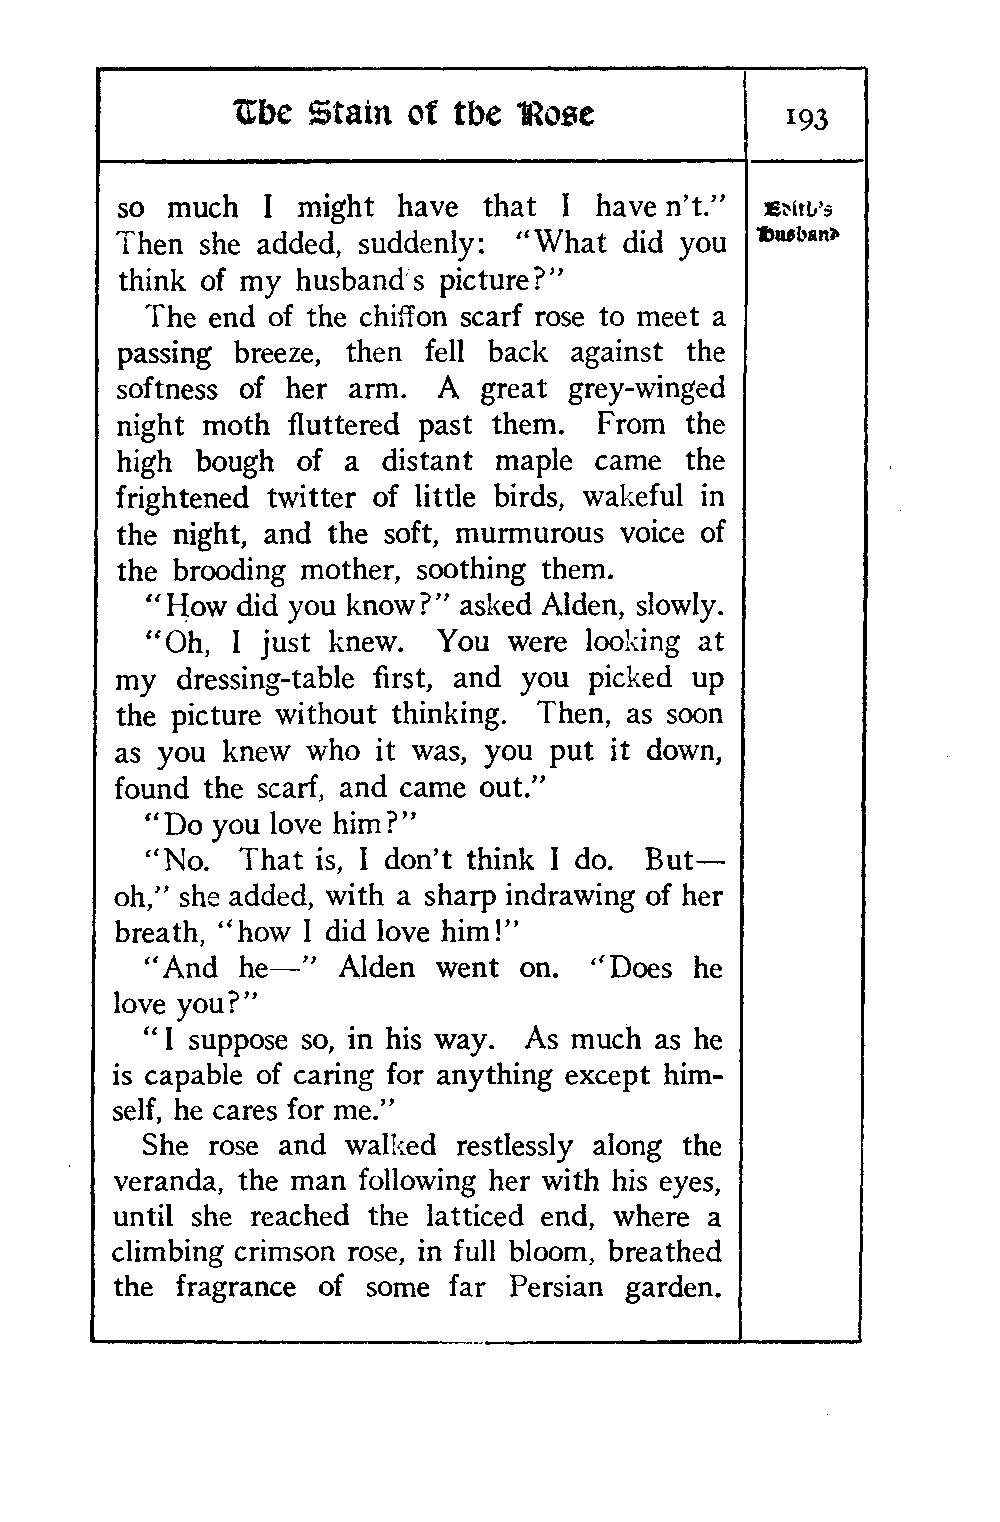 The Stain of the Rose
193
Edith's
Husband
so much I might have that I have n't.”
Then she added, suddenly: “What did you
think of my husband's picture?”
The end of the chiffon scarf rose to meet a
passing breeze, then fell back against the
softness of her arm. A great grey-winged
night moth fluttered past them. From the
high bough of a distant maple came the
frightened twitter of little birds, wakeful in
the night, and the soft, murmurous voice of
the brooding mother, soothing them.
“How did you know?” asked Alden, slowly.
“Oh, I just knew. You were looking at
my dressing-table first, and you picked up
the picture without thinking. Then, as soon
as you knew who it was, you put it down,
found the scarf, and came out.”
“Do you love him?”
“No. That is, I don't think I do. But—
oh,” she added, with a sharp indrawing of her
breath, “how I did love him!”
“And he—” Alden went on. “Does he
love you?”
“I suppose so, in his way. As much as he
is capable of caring for anything except him-
self, he cares for me.”
She rose and walked restlessly along the
veranda, the man following her with his eyes,
until she reached the latticed end, where a
climbing crimson rose, in full bloom, breathed
the fragrance of some far Persian garden.